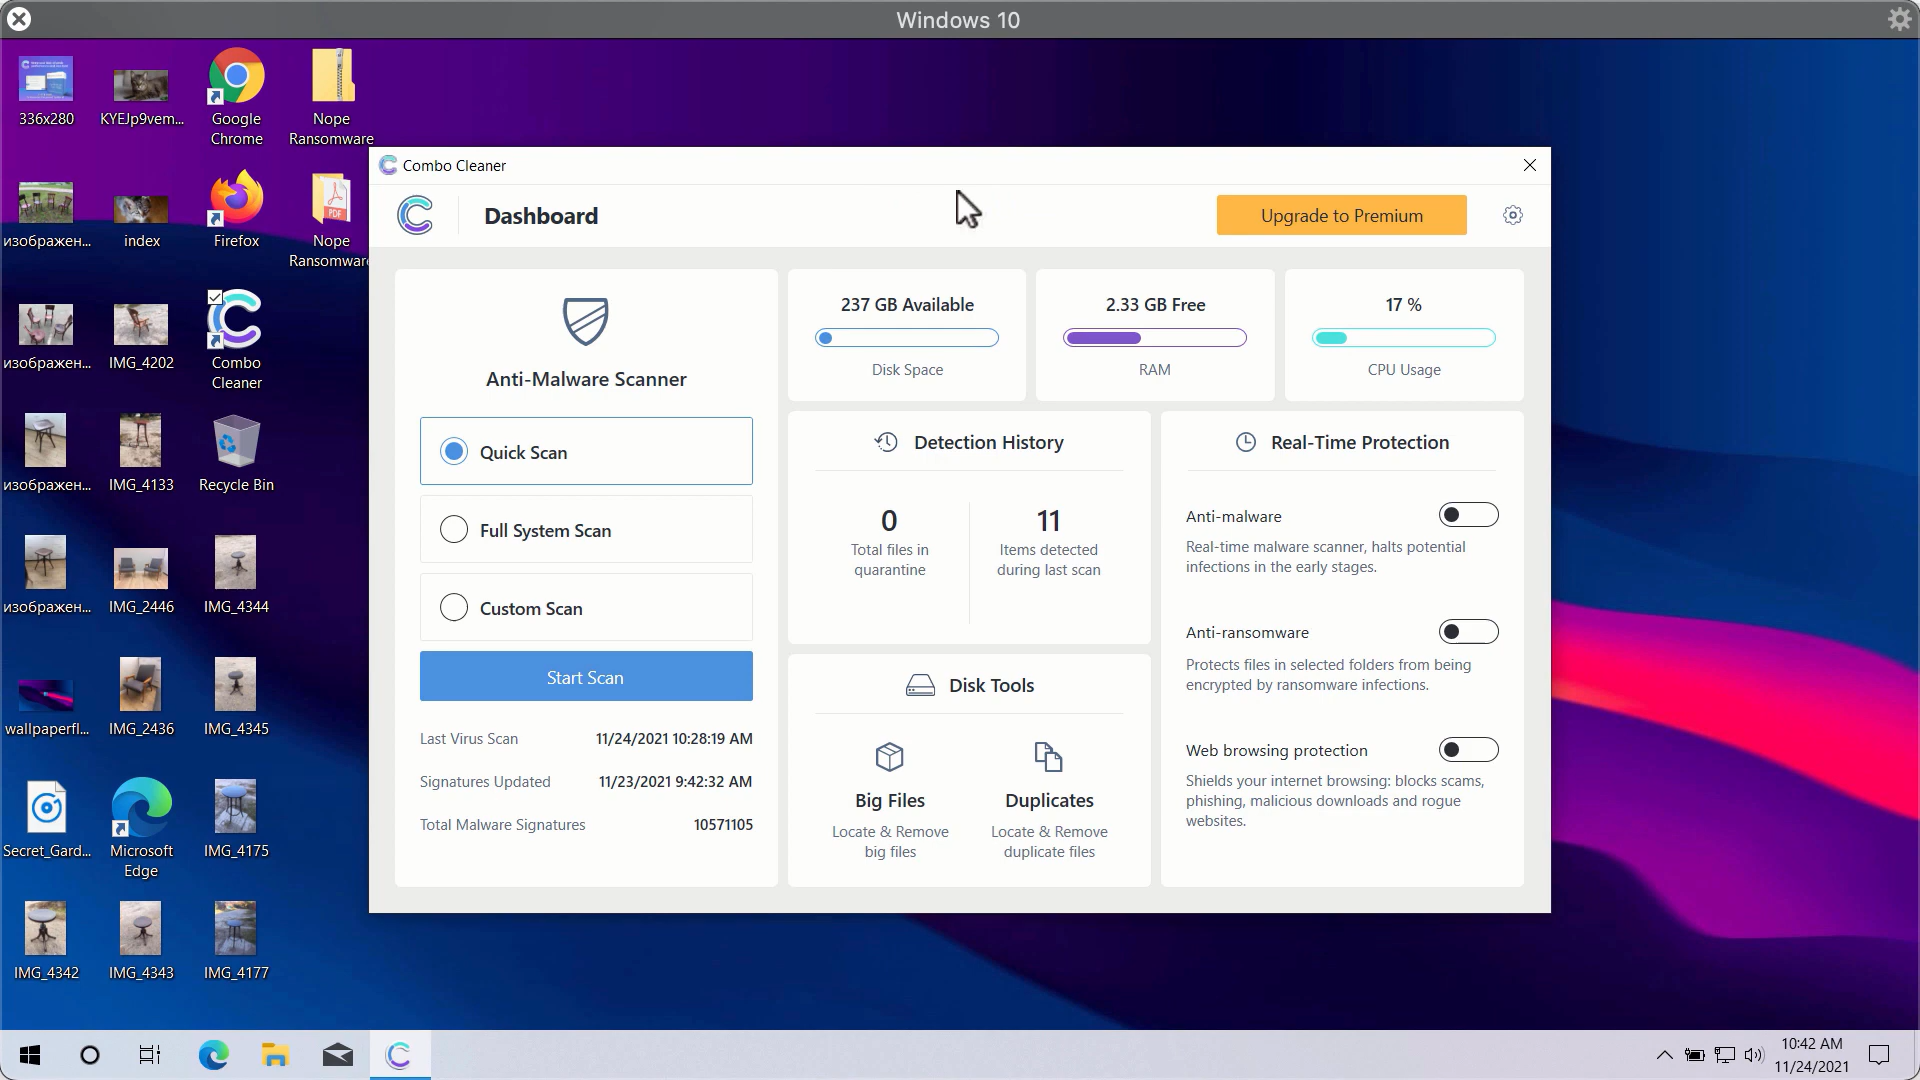 Windows 10
336x280
KYEJp9vem...
Google
Chrome
Nope
Ransomware
изображен...
index
Firefox
Nope
Ransomware
изображен...
IMG_4202
Combo
Cleaner
изображен...
IMG_4133
Recycle Bin
изображен...
IMG_2446
IMG_4344
wallpaperfl...
IMG_2436
IMG_4345
Secret_Gard...
Microsoft
Edge
IMG_4175
IMG_4342
IMG_4343
IMG_4177
PDF
Combo Cleaner
Dashboard
Upgrade to Premium
Anti-Malware Scanner
Quick Scan
Full System Scan
Custom Scan
Start Scan
Last Virus Scan 11/24/2021 10:28:19 AM
Signatures Updated 11/23/2021 9:42:32 AM
Total Malware Signatures 10571105
237 GB Available
Disk Space
2.33 GB Free
RAM
17 %
CPU Usage
Detection History
0
Total files in
quarantine
11
Items detected
during last scan
Disk Tools
Big Files
Locate & Remove
big files
Duplicates
Locate & Remove
duplicate files
Real-Time Protection
Anti-malware
Real-time malware scanner, halts potential
infections in the early stages.
Anti-ransomware
Protects files in selected folders from being
encrypted by ransomware infections.
Web browsing protection
Shields your internet browsing: blocks scams,
phishing, malicious downloads and rogue
websites.
10:42 AM
11/24/2021